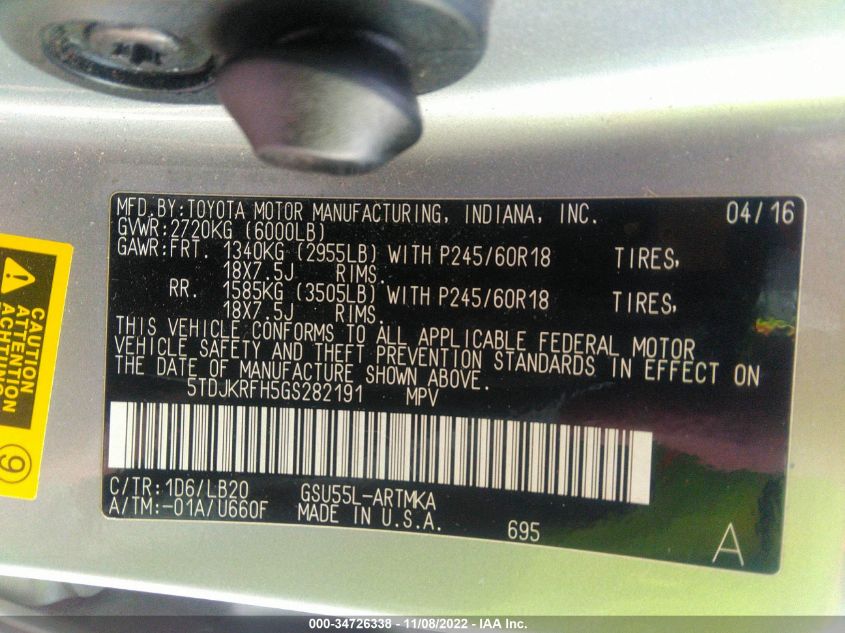 MFD.BY:TOYOTA MOTOR MANUFACTURING, INDIANA, INC. 04/16
GVWR:2720KG (6000LB)
GAWR:FRT. 1340KG (2955LB) WITH P245/60R18 TIRES,
18X7.5J RIMS.
RR. 1585KG (3505LB) WITH P245/60R18 TIRES,
18X7.5J RIMS.
THIS VEHICLE CONFORMS TO ALL APPLICABLE FEDERAL MOTOR
VEHICLE SAFETY AND THEFT PREVENTION STANDARDS IN EFFECT ON
THE DATE OF MANUFACTURE SHOWN ABOVE.
5TDJKRFH5GS282191 MPV
C/TR:1D6/LB20 GSU55L-ARTMKA
A/TM:-01A/U660F MADE IN U.S.A. 695
A
CAUTION
ATTENTION
ACHTUNG
9
000-34726338 - 11/08/2022 - IAA Inc.